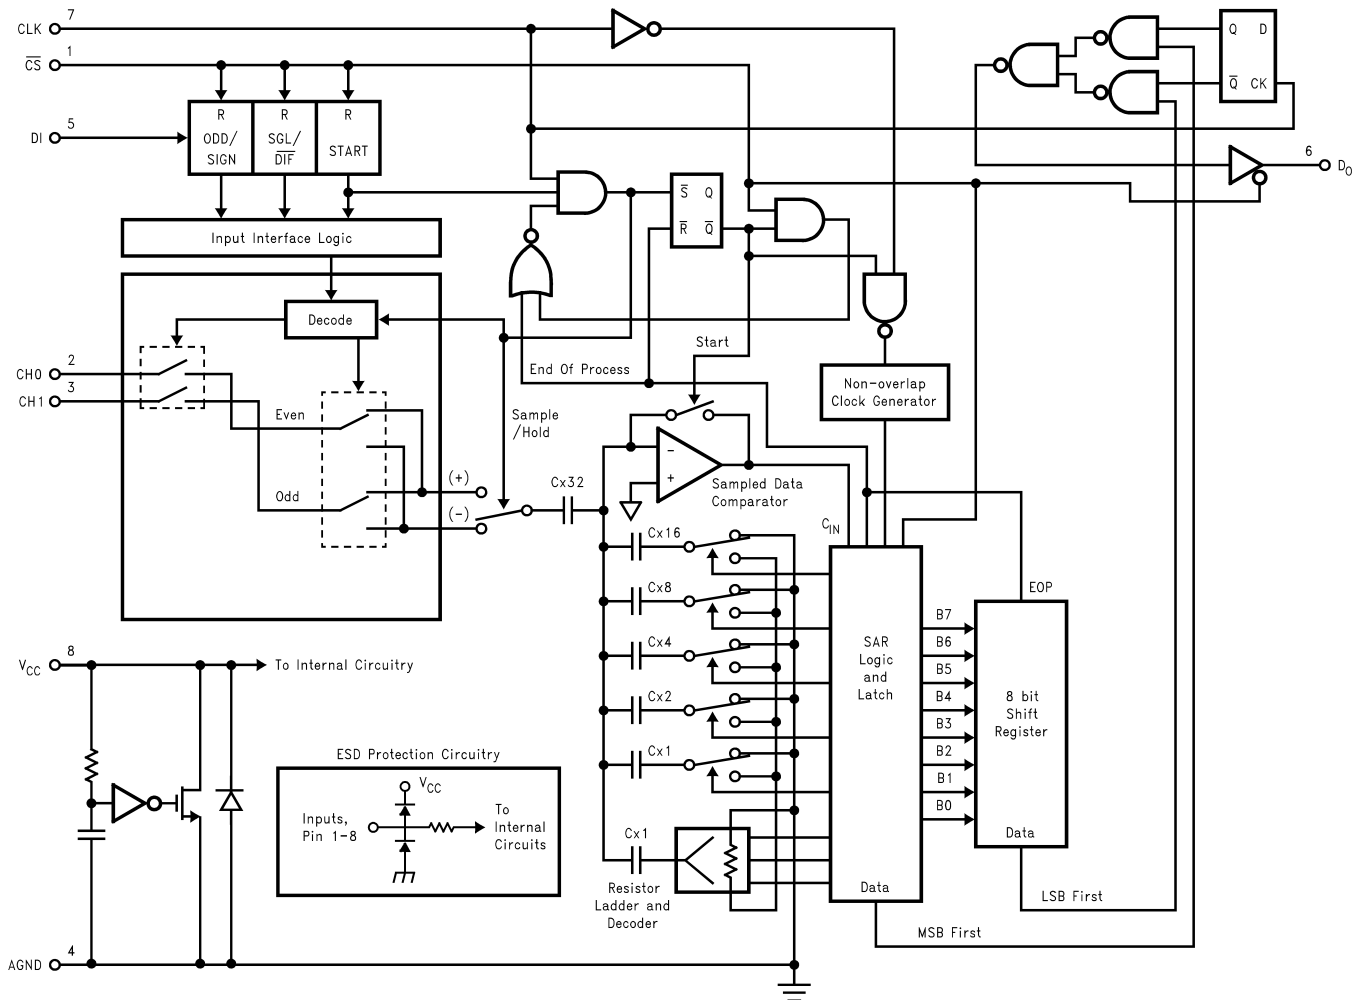 CLK 7
CS 1
DI 5
R
R
R
ODD/
SIGN
SGL/
DIF
START
Input Interface Logic
Decode
CH0 2
CH1 3
Even
Odd
(+)
(-)
Sample
/Hold
S Q
R Q
Q D
Q CK
6
DO
Start
End Of Process
Non-overlap
Clock Generator
-
+
Sampled Data
Comparator
Cx32
CIN
Cx16
Cx8
Cx4
Cx2
Cx1
Cx1
Resistor
Ladder and
Decoder
SAR
Logic
and
Latch
Data
B7
B6
B5
B4
B3
B2
B1
B0
EOP
8 bit
Shift
Register
Data
LSB First
MSB First
VCC 8
To Internal Circuitry
ESD Protection Circuitry
VCC
Inputs,
Pin 1-8
To
Internal
Circuits
AGND 4